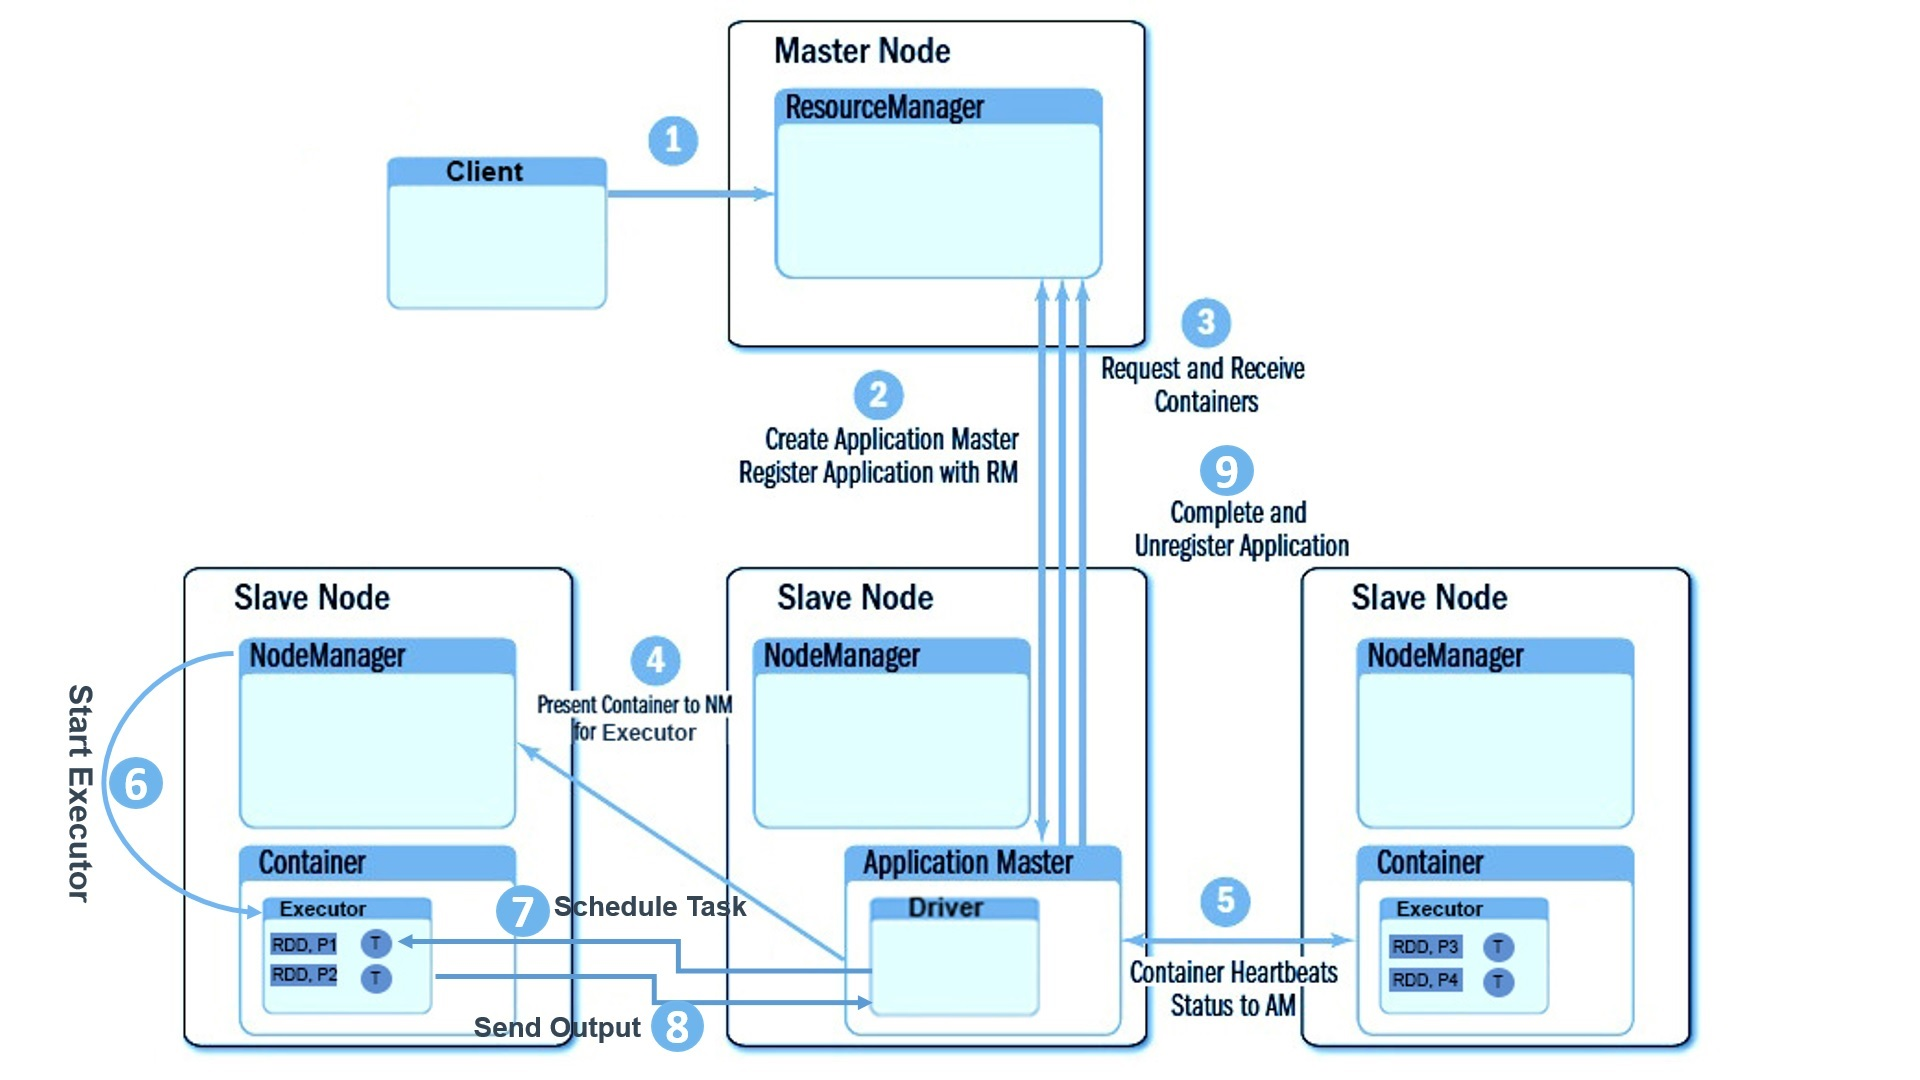 Master Node
ResourceManager
1
Client
3
Request and Receive
Containers
2
Create Application Master
Register Application with RM
9
Complete and
Unregister Application
Slave Node
NodeManager
Start Executor
6
Container
Executor
RDD, P1
T
RDD, P2
T
4
Present Container to NM
for Executor
7
Schedule Task
Send Output
8
Slave Node
NodeManager
Application Master
Driver
5
Container Heartbeats
Status to AM
Slave Node
NodeManager
Container
Executor
RDD, P3
T
RDD, P4
T